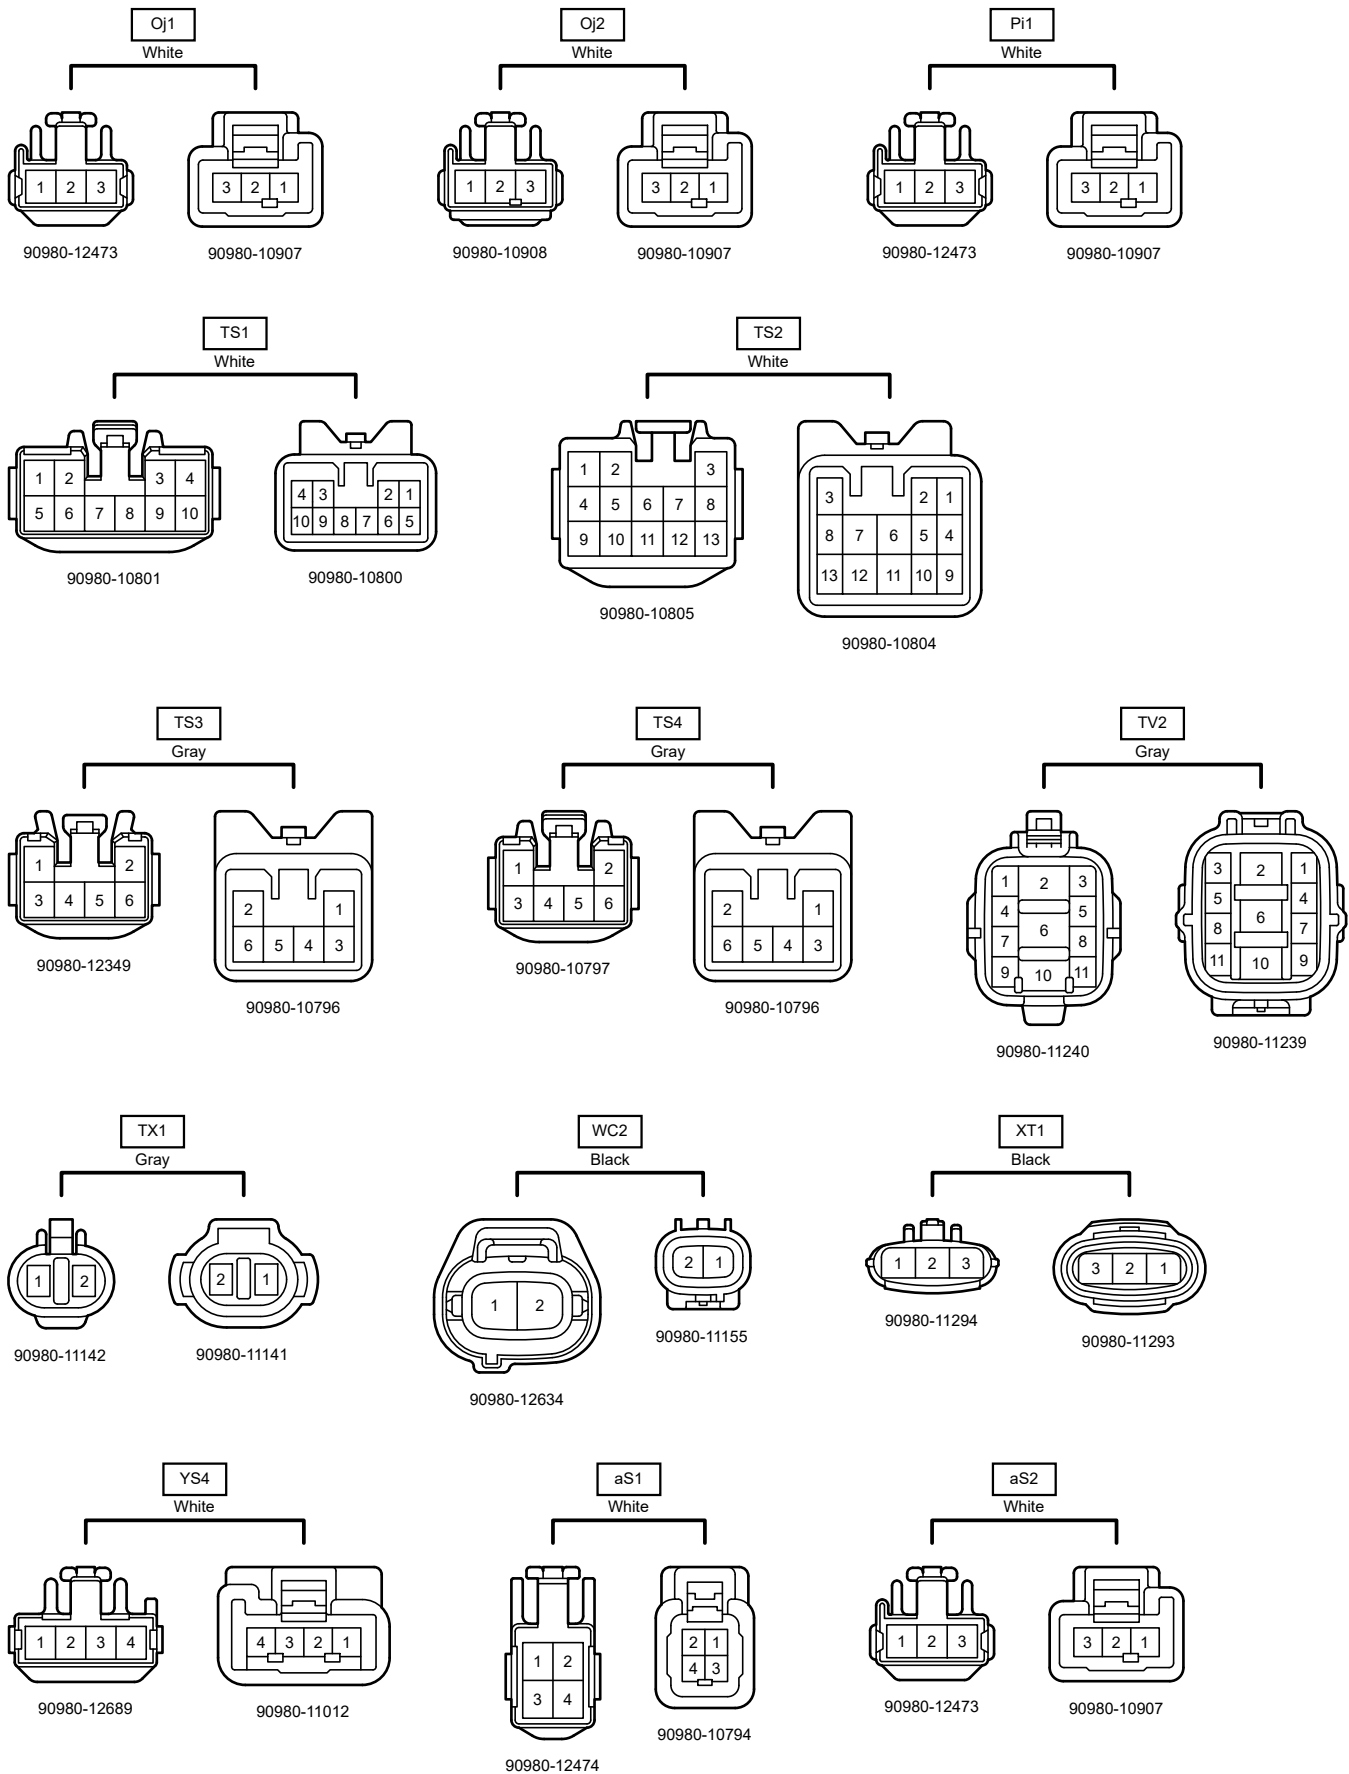 Oj1
White
1 2 3
3 2 1
90980-12473
90980-10907
Oj2
White
1 2 3
3 2 1
90980-10908
90980-10907
Pi1
White
1 2 3
3 2 1
90980-12473
90980-10907
TS1
White
1 2 3 4
5 6 7 8 9 10
90980-10801
4 3 2 1
10 9 8 7 6 5
90980-10800
TS2
White
1 2 3
4 5 6 7 8
9 10 11 12 13
90980-10805
3 2 1
8 7 6 5 4
13 12 11 10 9
90980-10804
TS3
Gray
1 2
3 4 5 6
90980-12349
2 1
6 5 4 3
90980-10796
TS4
Gray
1 2
3 4 5 6
90980-10797
2 1
6 5 4 3
90980-10796
TV2
Gray
1 2 3
4 5
6
7 8
9 10 11
90980-11240
3 2 1
5 4
6
8 7
11 10 9
90980-11239
TX1
Gray
1 2
90980-11142
2 1
90980-11141
WC2
Black
1 2
90980-12634
2 1
90980-11155
XT1
Black
1 2 3
90980-11294
3 2 1
90980-11293
YS4
White
1 2 3 4
90980-12689
4 3 2 1
90980-11012
aS1
White
1 2
3 4
90980-12474
2 1
4 3
90980-10794
aS2
White
1 2 3
90980-12473
3 2 1
90980-10907